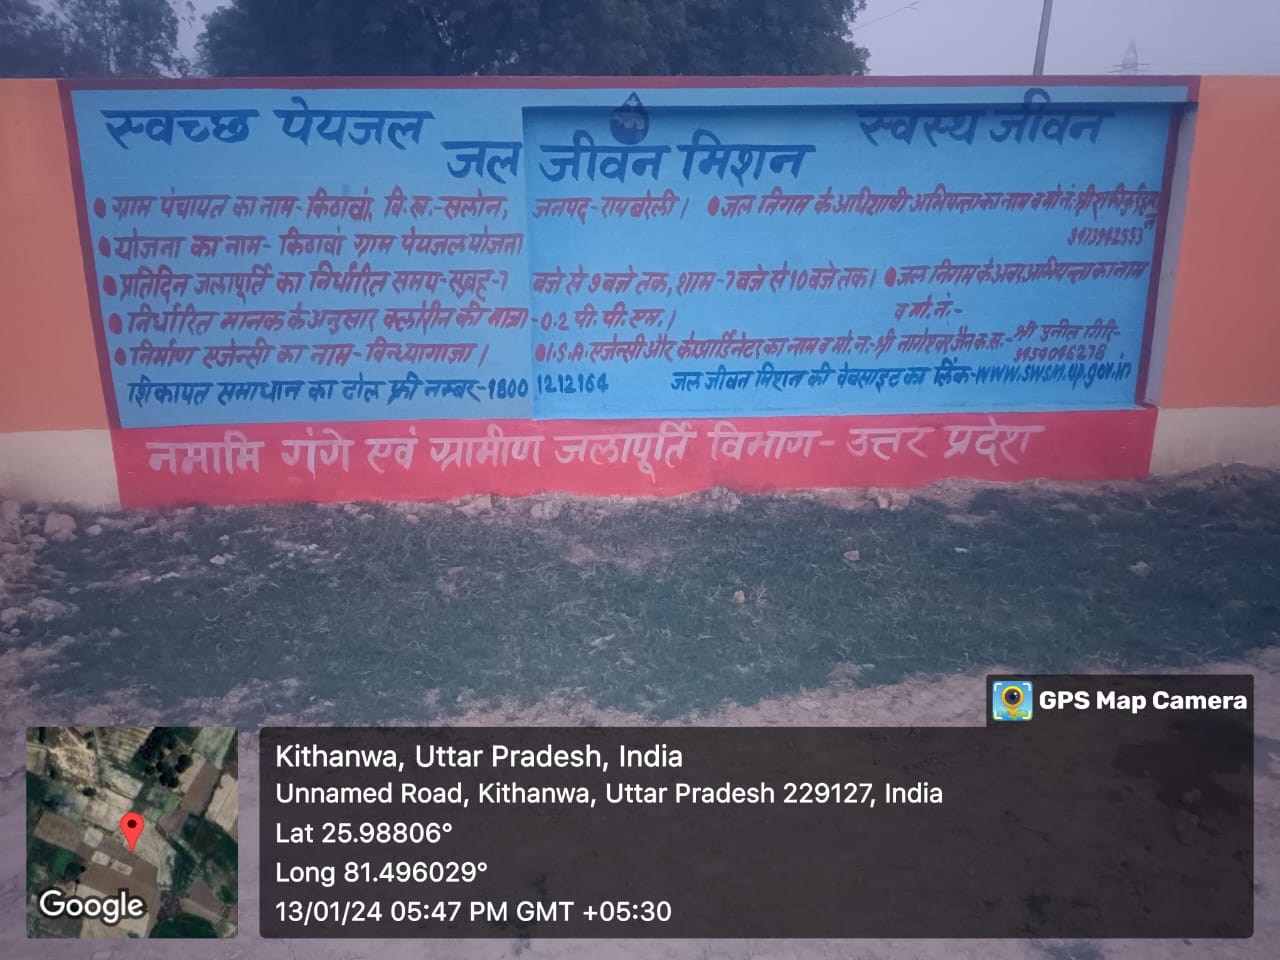 स्वच्छ पेयजल
स्वस्थ जीवन
जल जीवन मिशन
• ग्राम पंचायत का नाम- किठावां, वि.ख.-सलोन, जनपद-रायबरेली। • जल निगम के अधिशाषी अभियन्ता का नाम व मो.नं: श्री
• योजना का नाम- किठावां ग्राम पेयजल योजना
• प्रतिदिन जलापूर्ति का निर्धारित समय-सुबह-7 बजे से 9 बजे तक, शाम-7 बजे से 10 बजे तक। • जल निगम के अवर अभियन्ता का नाम
व मो.नं:-
• निर्धारित मानक के अनुसार क्लोरीन की मात्रा-0.2 पी.पी.एम.।
श्री पुनीत गिरि-
• निर्माण एजेन्सी का नाम- विन्ध्यागाजा। • I.S.A. एजेन्सी और कोआर्डिनेटर का नाम व मो.न:- श्री नागेश्वर जैन
शिकायत समाधान का टोल फ्री नम्बर-1800 1212164 जल जीवन मिशन की वेबसाइट का लिंक-www.swsm.up.gov.in
नमामि गंगे एवं ग्रामीण जलापूर्ति विभाग- उत्तर प्रदेश
GPS Map Camera
Kithanwa, Uttar Pradesh, India
Unnamed Road, Kithanwa, Uttar Pradesh 229127, India
Lat 25.98806°
Long 81.496029°
13/01/24 05:47 PM GMT +05:30
Google